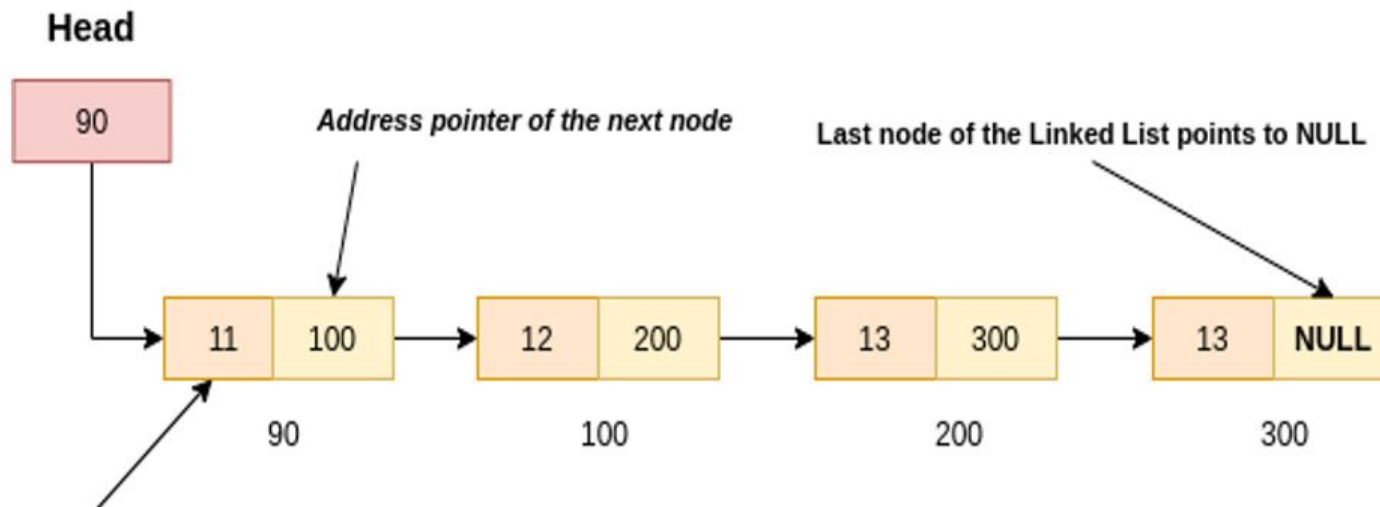 Head
90
Address pointer of the next node
Last node of the Linked List points to NULL
11 100 12 200 13 300 13 NULL
90 100 200 300